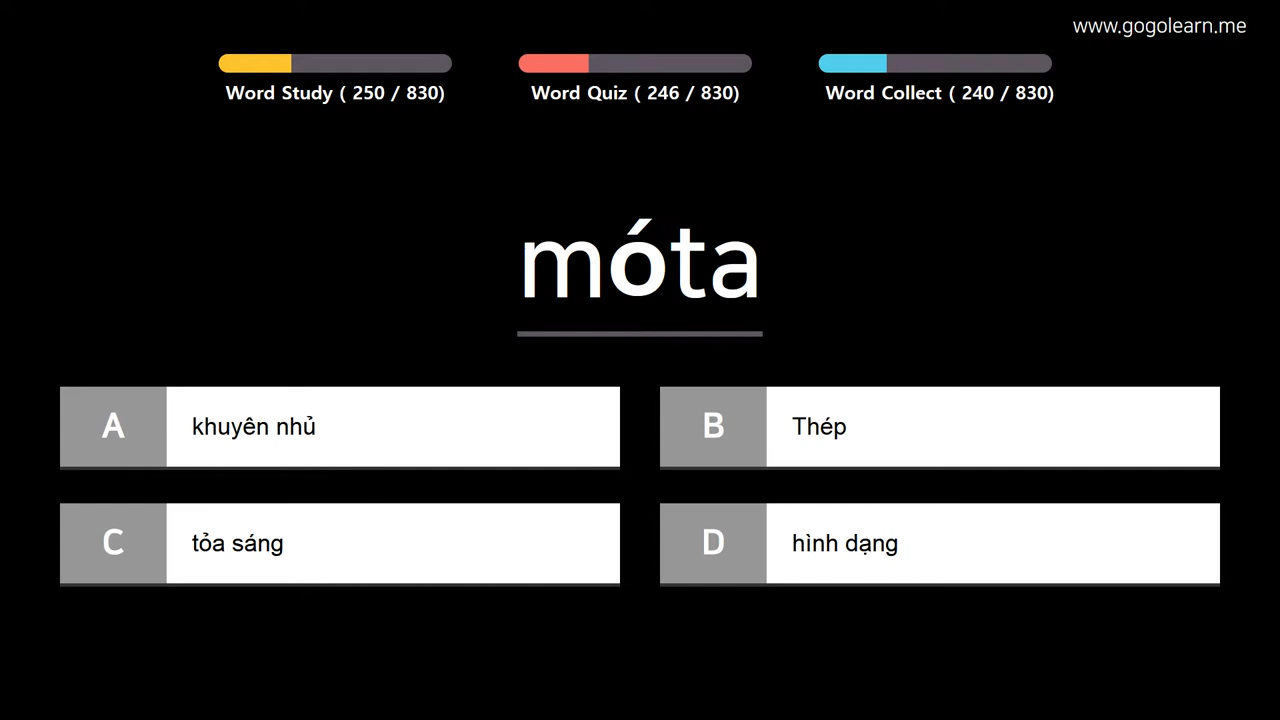 www.gogolearn.me
Word Study ( 250 / 830)
Word Quiz ( 246 / 830)
Word Collect ( 240 / 830)
móta
A khuyên nhủ
B Thép
C tỏa sáng
D hình dạng